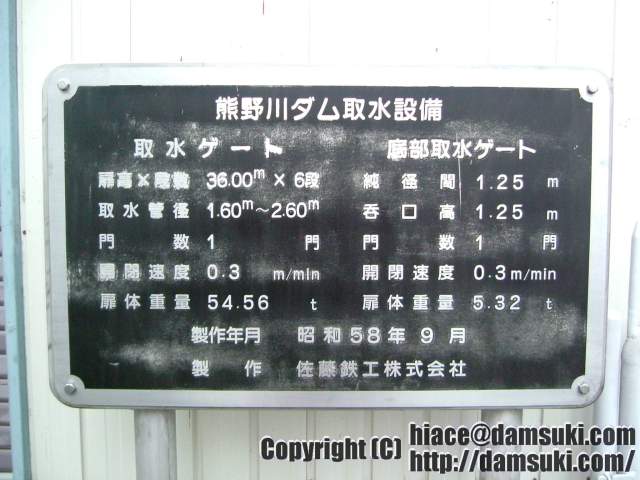 熊野川ダム取水設備
取水ゲート
扉高×段数 36.00m × 6段
取水管径 1.60m～2.60m
門数 1 門
開閉速度 0.3 m/min
扉体重量 54.56 t
底部取水ゲート
純径間 1.25 m
呑口高 1.25 m
門数 1 門
開閉速度 0.3 m/min
扉体重量 5.32 t
製作年月 昭和58年9月
製作 佐藤鉄工株式会社
Copyright (C) hiace@damsuki.com
http://damsuki.com/